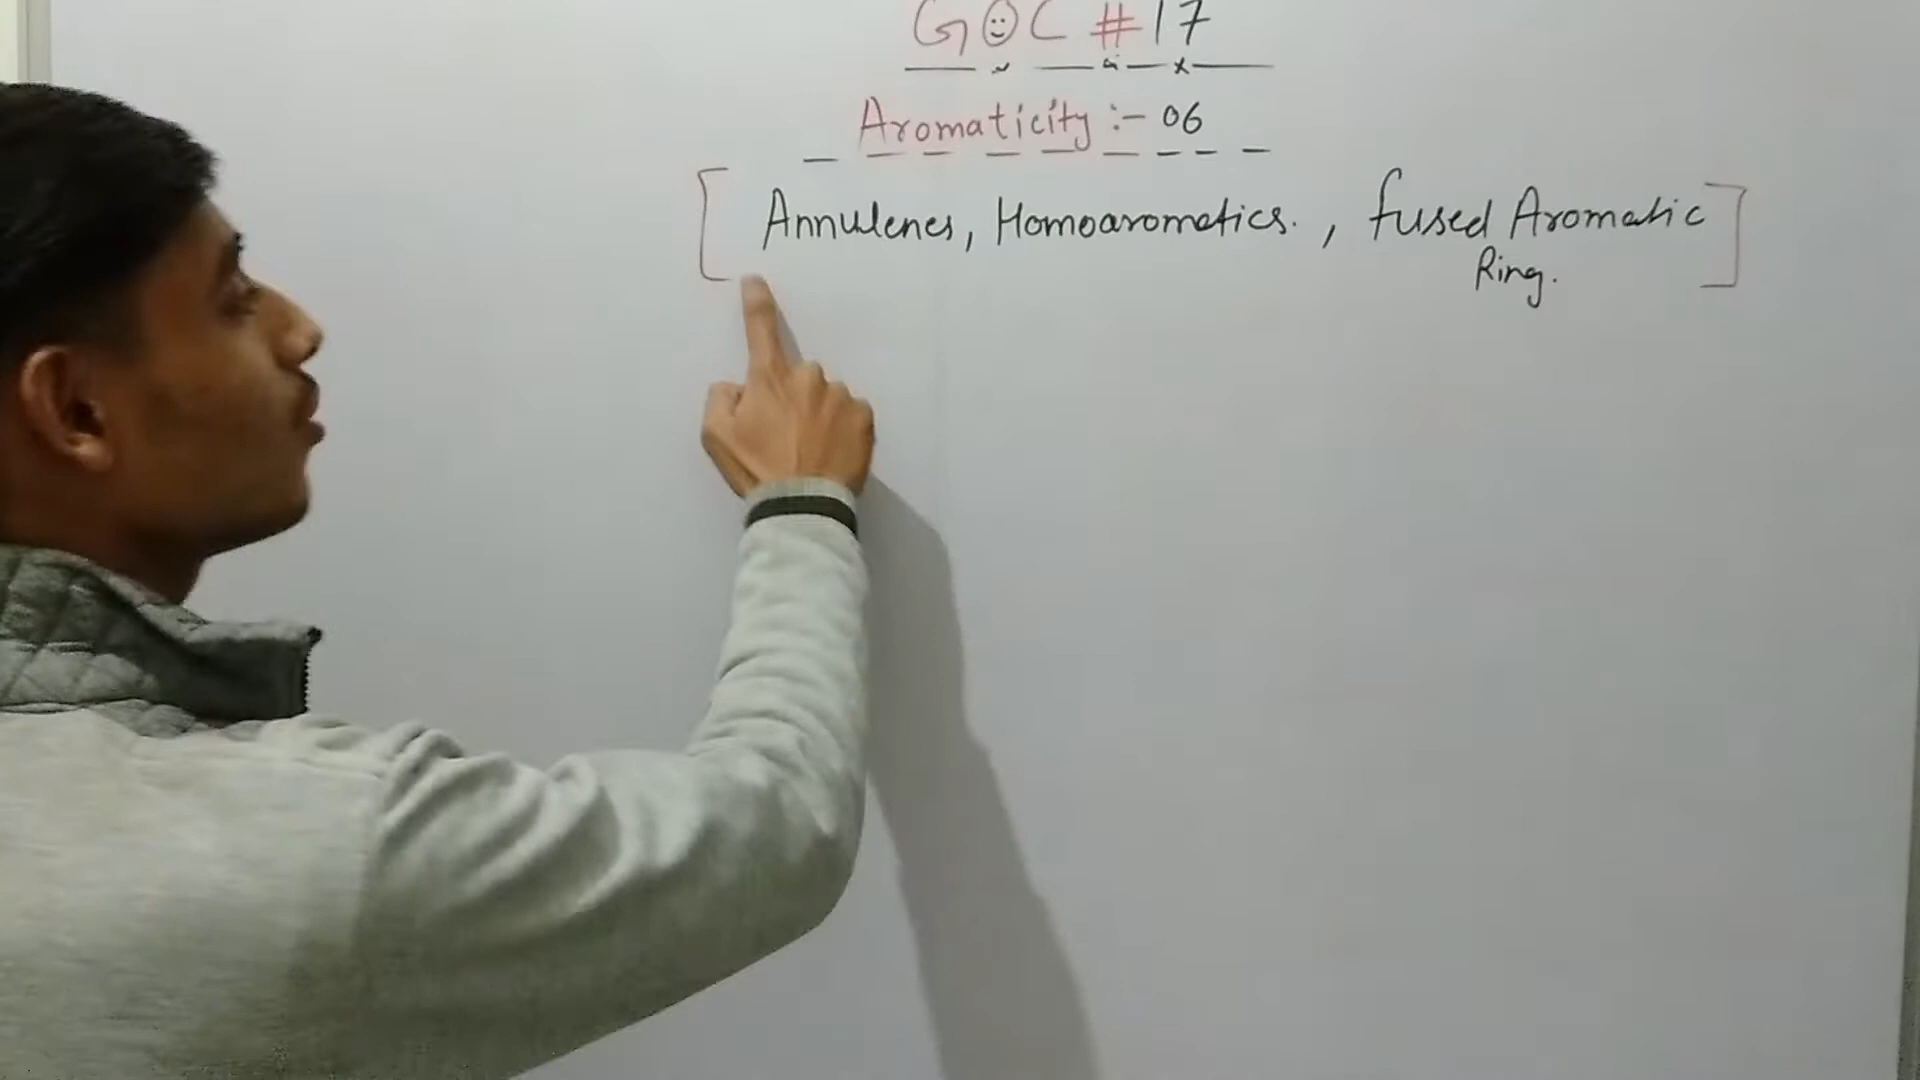 GOC #17
Aromaticity :- 06
[ Annulenes, Homoaromatics. , fused Aromatic ]
Ring.